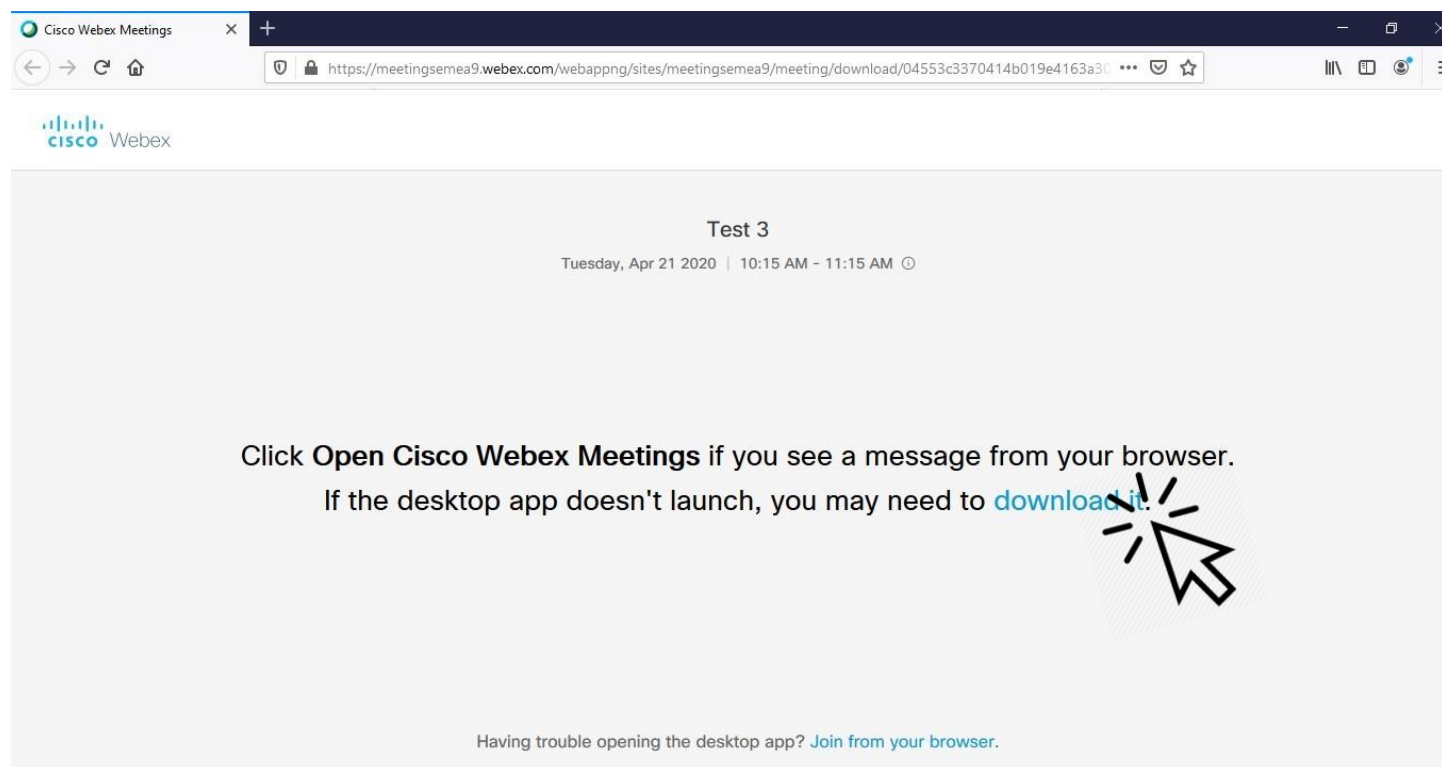 Cisco Webex Meetings
https://meetingsemea9.webex.com/webappng/sites/meetingsemea9/meeting/download/04553c3370414b019e4163a30
cisco Webex
Test 3
Tuesday, Apr 21 2020 | 10:15 AM - 11:15 AM
Click Open Cisco Webex Meetings if you see a message from your browser.
If the desktop app doesn't launch, you may need to download it.
Having trouble opening the desktop app? Join from your browser.